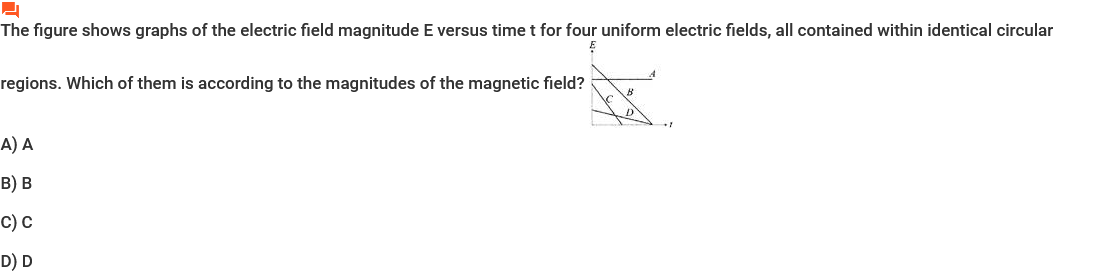 The figure shows graphs of the electric field magnitude E versus time t for four uniform electric fields, all contained within identical circular
E
regions. Which of them is according to the magnitudes of the magnetic field?
A
B
C
D
t
A) A
B) B
C) C
D) D